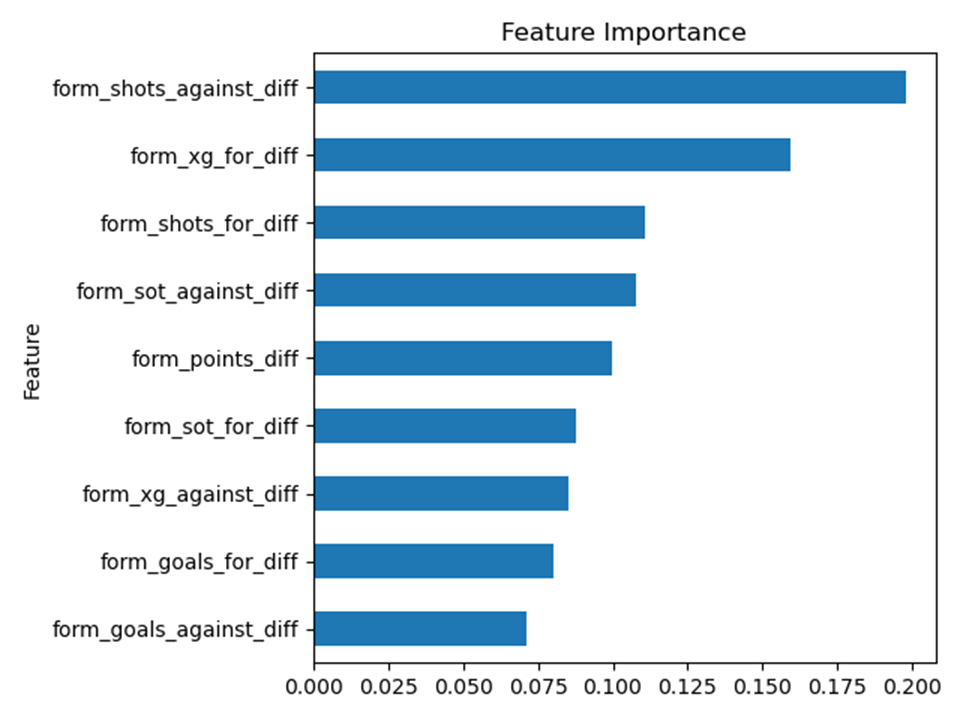 Feature Importance
form_shots_against_diff
form_xg_for_diff
form_shots_for_diff
form_sot_against_diff
form_points_diff
form_sot_for_diff
form_xg_against_diff
form_goals_for_diff
form_goals_against_diff
Feature
0.000 0.025 0.050 0.075 0.100 0.125 0.150 0.175 0.200